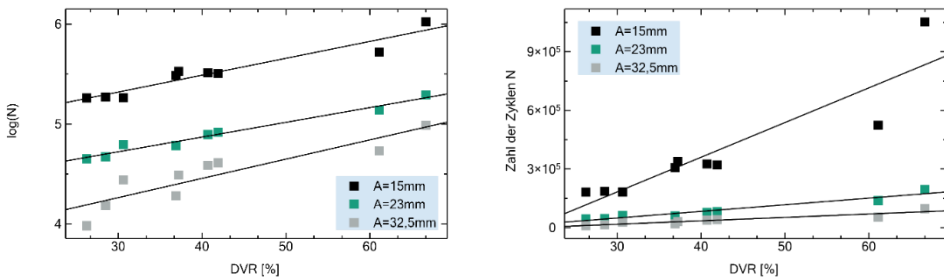 6
5
4
log(N)
30
40
50
60
DVR [%]
A=15mm
A=23mm
A=32,5mm
9×10⁵
6×10⁵
3×10⁵
0
Zahl der Zyklen N
30
40
50
60
DVR [%]
A=15mm
A=23mm
A=32,5mm